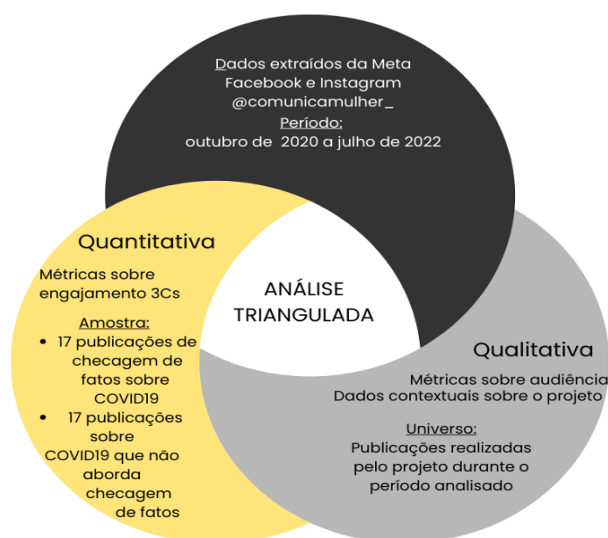 Dados extraídos da Meta
Facebook e Instagram
@comunicamulher_
Período:
outubro de 2020 a julho de 2022
Quantitativa
Métricas sobre
engajamento 3Cs
Amostra:
• 17 publicações de
checagem de
fatos sobre
COVID19
• 17 publicações
sobre
COVID19 que não
aborda
checagem
de fatos
ANÁLISE
TRIANGULADA
Qualitativa
Métricas sobre audiência
Dados contextuais sobre o projeto
Universo:
Publicações realizadas
pelo projeto durante o
período analisado